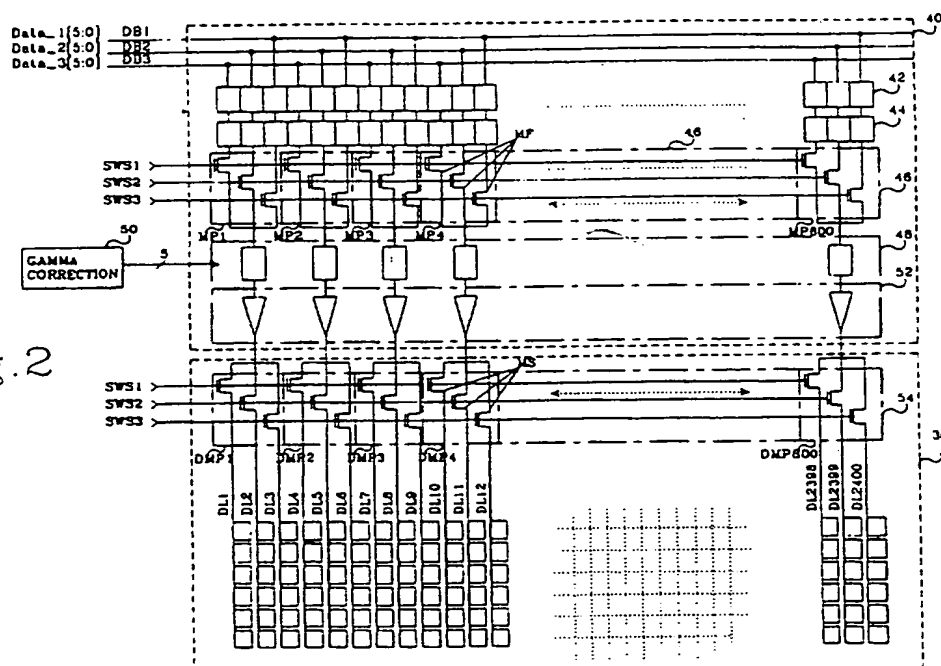 Data_1{5:0} DB1
Data_2{5:0} DB2
Data_3{5:0} DB3
40
42
44
46
MF
SWS1
SWS2
SWS3
46
MP1 MP2 MP3 MP4 MP800
50
48
GAMMA
CORRECTION
5
52
MS
SWS1
SWS2
SWS3
54
DMP1 DMP2 DMP3 DMP4 DMP800
DL1 DL2 DL3 DL4 DL5 DL6 DL7 DL8 DL9 DL10 DL11 DL12 DL2398 DL2399 DL2400